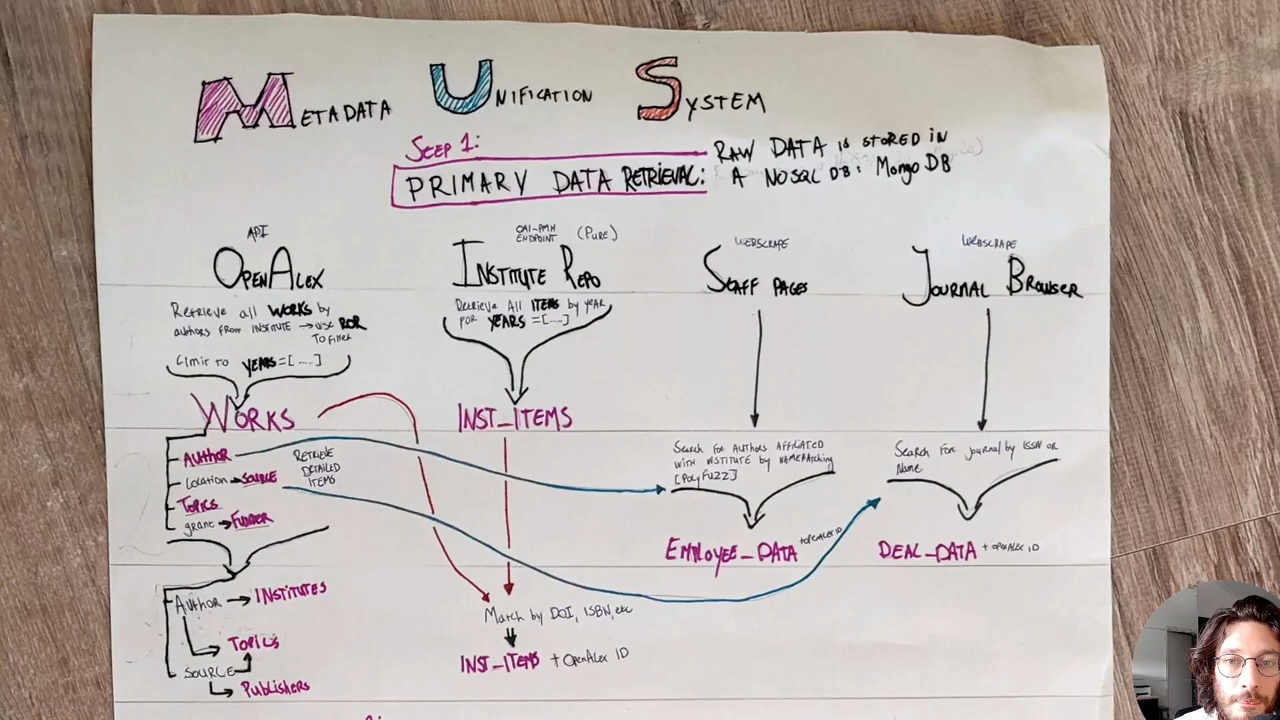 METADATA UNIFICATION SYSTEM
STEP 1:
PRIMARY DATA RETRIEVAL:
RAW DATA is STORED IN
A NOSQL DB: MongoDB
API
OPENALEX
Retrieve all WORKS by
AUTHORS FROM INSTITUTE → use ROR
TO filter
Limit to YEARS=[....]
WORKS
AUTHOR
Location → SOURCE
TOPICS
grant → FUNDER
RETRIEVE
DETAILED
ITEMS
AUTHOR → INSTITUTES
TOPICS
SOURCE
Publishers
OAI-PMH
ENDPOINT
(PURE)
INSTITUTE REPO
Retrieve All ITEMS by YEAR
FOR YEARS=[....]
INST_ITEMS
Match by DOI, ISBN, etc
INST_ITEMS + OpenAlex ID
WEBSCRAPE
STAFF PAGES
Search for AUTHORS AFFILIATED
WITH INSTITUTE by NAMEMAtching
[POLYFUZZ]
EMPLOYEE_DATA +OPENALEX ID
WEBSCRAPE
JOURNAL BROWSER
Search for journal by ISSN or
Name
DEAL_DATA + OPENALEX ID